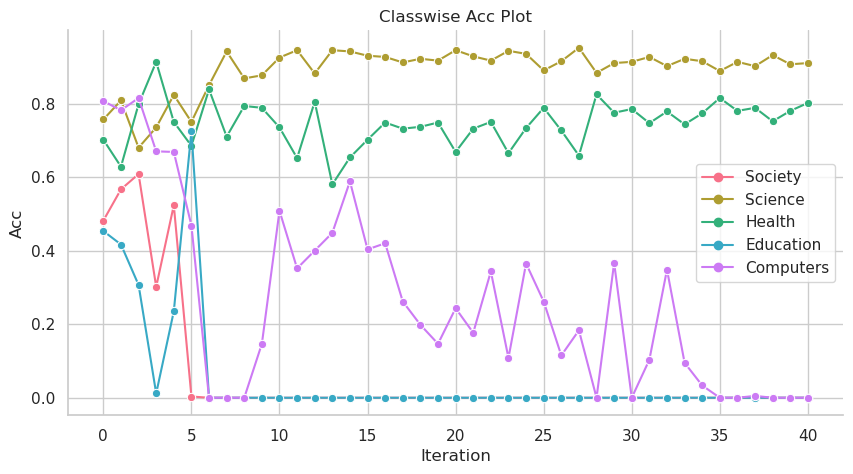 Classwise Acc Plot
Acc
0.8
0.6
0.4
0.2
0.0
Society
Science
Health
Education
Computers
0 5 10 15 20 25 30 35 40
Iteration